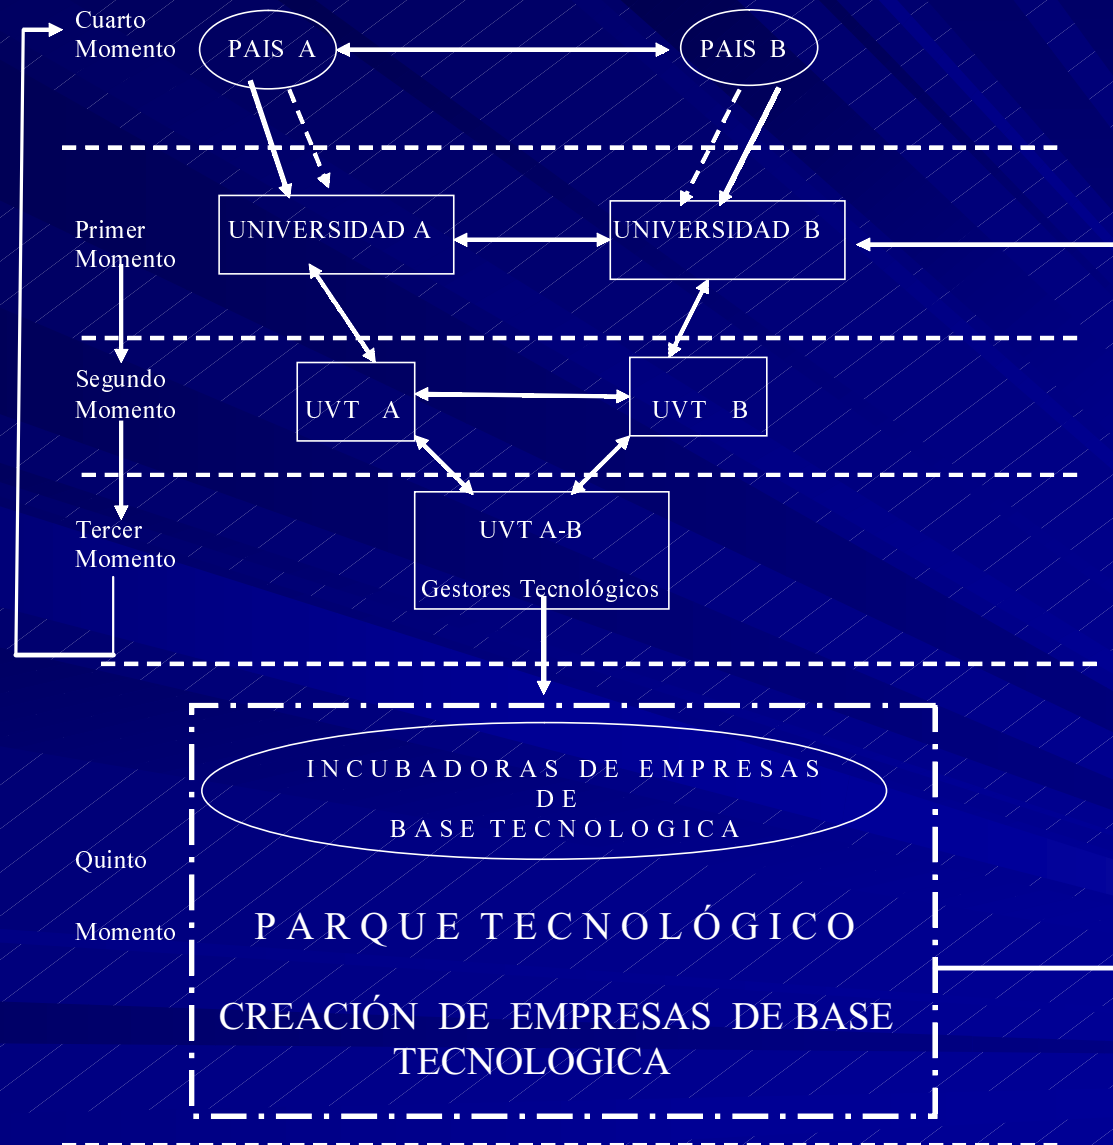 Cuarto
Momento
PAIS A
PAIS B
Primer
Momento
UNIVERSIDAD A
UNIVERSIDAD B
Segundo
Momento
UVT A
UVT B
Tercer
Momento
UVT A-B
Gestores Tecnológicos
INCUBADORAS DE EMPRESAS
DE
BASE TECNOLOGICA
Quinto
Momento
PARQUE TECNOLÓGICO
CREACIÓN DE EMPRESAS DE BASE
TECNOLOGICA